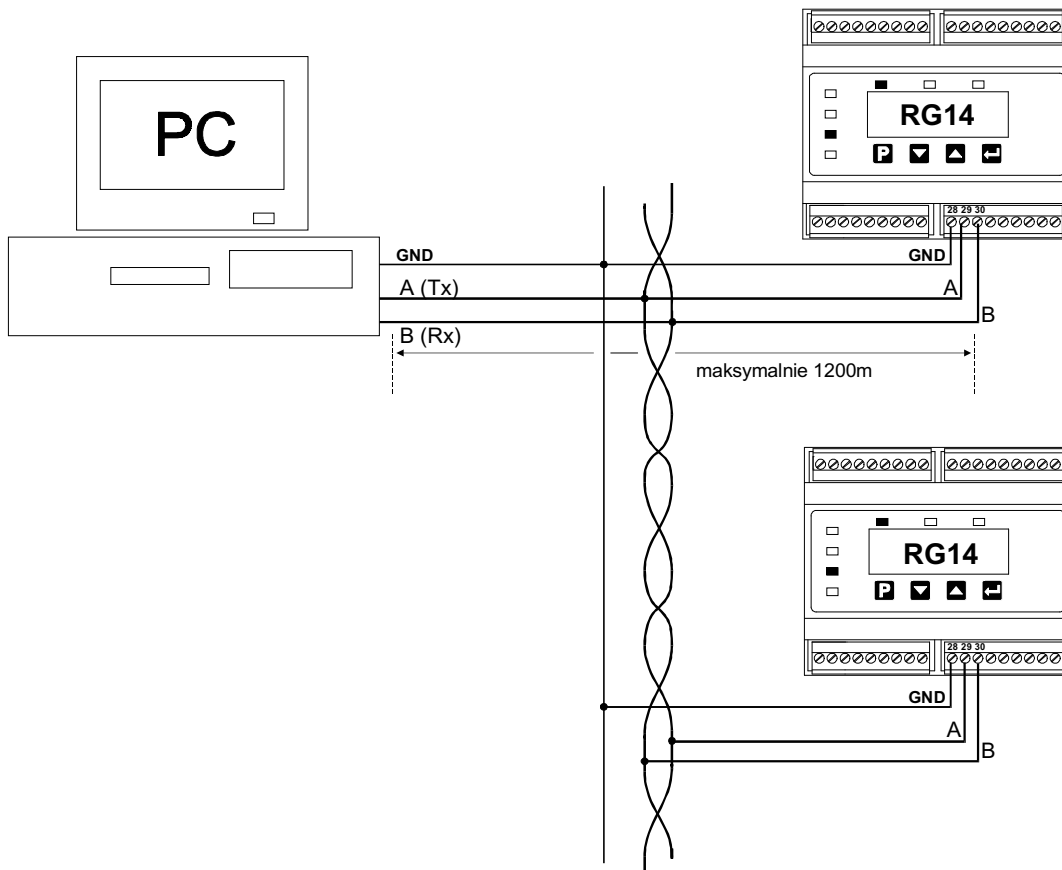 PC
RG14
P
28 29 30
GND
GND
A (Tx)
A
B (Rx)
B
maksymalnie 1200m
RG14
P
28 29 30
GND
A
B